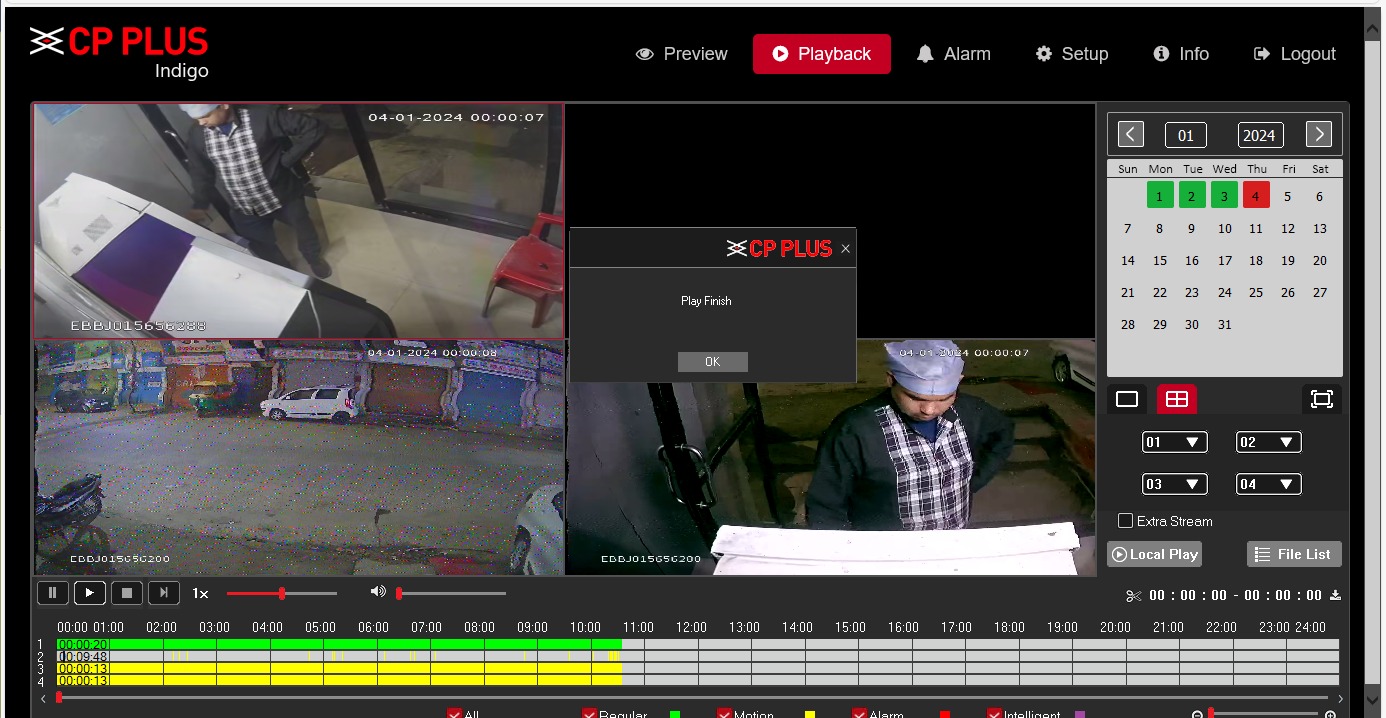 CP PLUS
Indigo
Preview
Playback
Alarm
Setup
Info
Logout
04-01-2024 00:00:07
EBBJ015656288
01
2024
Sun Mon Tue Wed Thu Fri Sat
1 2 3 4 5 6
7 8 9 10 11 12 13
14 15 16 17 18 19 20
21 22 23 24 25 26 27
28 29 30 31
CP PLUS
Play Finish
OK
04-01-2024 00:00:08
EBBJ015656200
04-01-2024 00:00:07
EBBJ015656200
01 02
03 04
Extra Stream
Local Play
File List
1x
00 : 00 : 00 - 00 : 00 : 00
00:00 01:00 02:00 03:00 04:00 05:00 06:00 07:00 08:00 09:00 10:00 11:00 12:00 13:00 14:00 15:00 16:00 17:00 18:00 19:00 20:00 21:00 22:00 23:00 24:00
1 00:00:20
2 00:09:48
3 00:00:13
4 00:00:13
All Regular Motion Alarm Intelligent